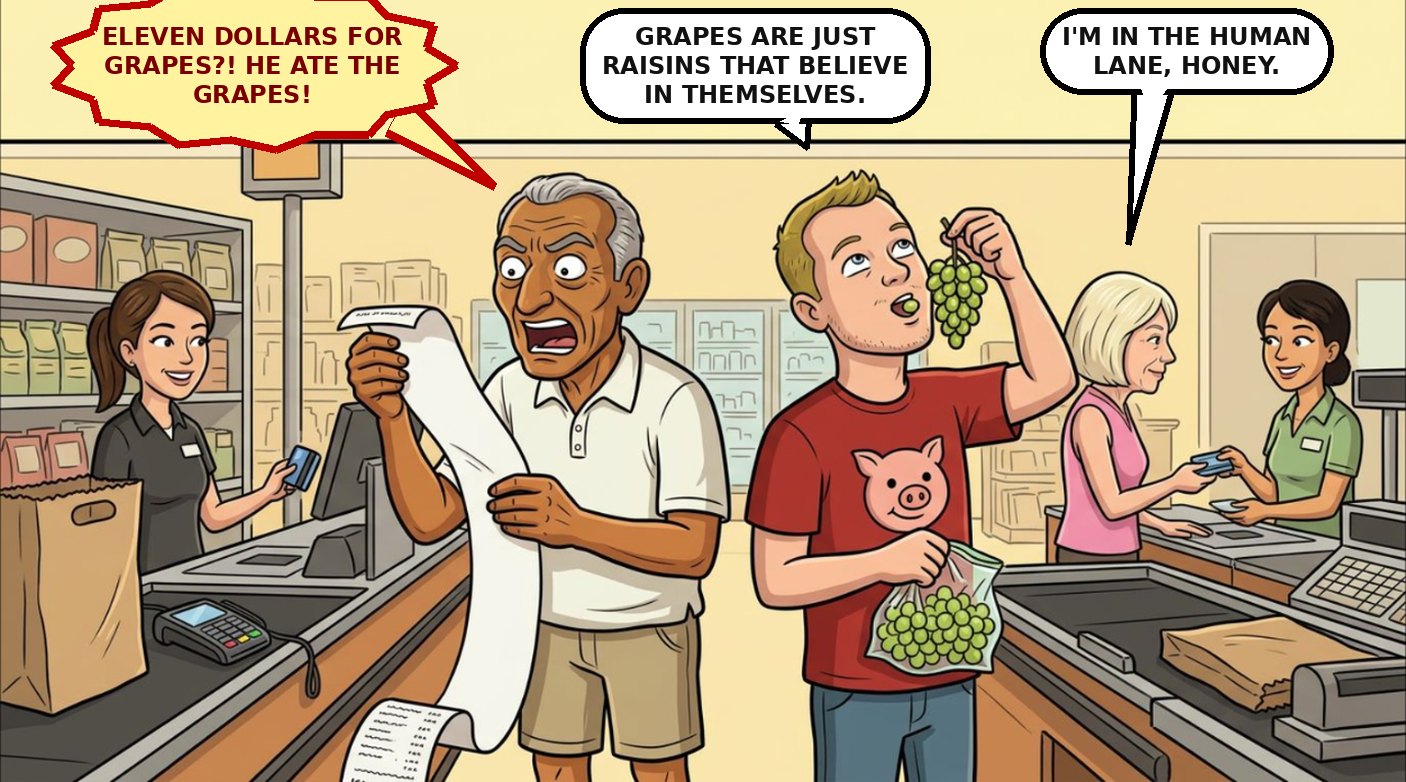 ELEVEN DOLLARS FOR
GRAPES?! HE ATE THE
GRAPES!
GRAPES ARE JUST
RAISINS THAT BELIEVE
IN THEMSELVES.
I'M IN THE HUMAN
LANE, HONEY.